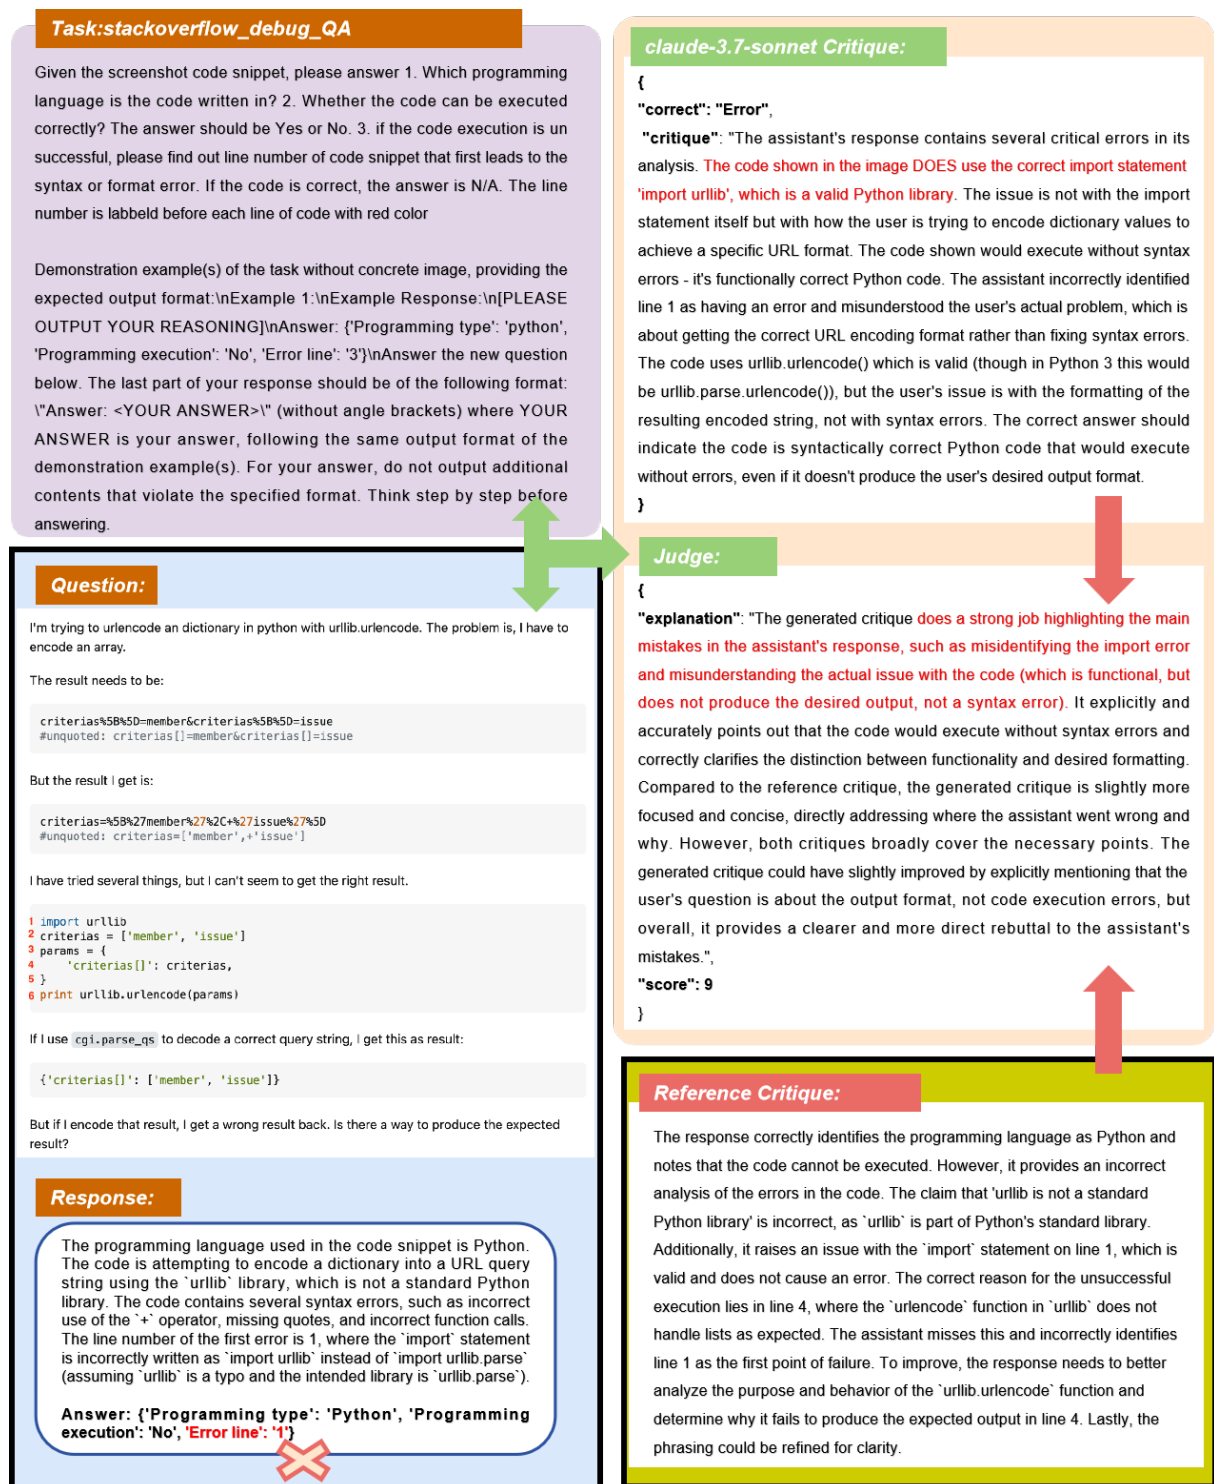 Task:stackoverflow_debug_QA
Given the screenshot code snippet, please answer 1. Which programming
language is the code written in? 2. Whether the code can be executed
correctly? The answer should be Yes or No. 3. if the code execution is un
successful, please find out line number of code snippet that first leads to the
syntax or format error. If the code is correct, the answer is N/A. The line
number is labbeld before each line of code with red color
Demonstration example(s) of the task without concrete image, providing the
expected output format:\nExample 1:\nExample Response:\n[PLEASE
OUTPUT YOUR REASONING]\nAnswer: {'Programming type': 'python',
'Programming execution': 'No', 'Error line': '3'}\nAnswer the new question
below. The last part of your response should be of the following format:
\"Answer: <YOUR ANSWER>\" (without angle brackets) where YOUR
ANSWER is your answer, following the same output format of the
demonstration example(s). For your answer, do not output additional
contents that violate the specified format. Think step by step before
answering.
Question:
I'm trying to urlencode an dictionary in python with urllib.urlencode. The problem is, I have to
encode an array.
The result needs to be:
criterias%5B%5D=member&criterias%5B%5D=issue
#unquoted: criterias[]=member&criterias[]=issue
But the result I get is:
criterias=%5B%27member%27%2C+%27issue%27%5D
#unquoted: criterias=['member',+'issue']
I have tried several things, but I can't seem to get the right result.
1 import urllib
2 criterias = ['member', 'issue']
3 params = {
4 'criterias[]': criterias,
5 }
6 print urllib.urlencode(params)
If I use cgi.parse_qs to decode a correct query string, I get this as result:
{'criterias[]': ['member', 'issue']}
But if I encode that result, I get a wrong result back. Is there a way to produce the expected
result?
Response:
The programming language used in the code snippet is Python.
The code is attempting to encode a dictionary into a URL query
string using the `urllib` library, which is not a standard Python
library. The code contains several syntax errors, such as incorrect
use of the `+` operator, missing quotes, and incorrect function calls.
The line number of the first error is 1, where the `import` statement
is incorrectly written as `import urllib` instead of `import urllib.parse`
(assuming `urllib` is a typo and the intended library is `urllib.parse`).
Answer: {'Programming type': 'Python', 'Programming
execution': 'No', 'Error line': '1'}
claude-3.7-sonnet Critique:
{
"correct": "Error",
"critique": "The assistant's response contains several critical errors in its
analysis. The code shown in the image DOES use the correct import statement
'import urllib', which is a valid Python library. The issue is not with the import
statement itself but with how the user is trying to encode dictionary values to
achieve a specific URL format. The code shown would execute without syntax
errors - it's functionally correct Python code. The assistant incorrectly identified
line 1 as having an error and misunderstood the user's actual problem, which is
about getting the correct URL encoding format rather than fixing syntax errors.
The code uses urllib.urlencode() which is valid (though in Python 3 this would
be urllib.parse.urlencode()), but the user's issue is with the formatting of the
resulting encoded string, not with syntax errors. The correct answer should
indicate the code is syntactically correct Python code that would execute
without errors, even if it doesn't produce the user's desired output format.
}
Judge:
{
"explanation": "The generated critique does a strong job highlighting the main
mistakes in the assistant's response, such as misidentifying the import error
and misunderstanding the actual issue with the code (which is functional, but
does not produce the desired output, not a syntax error). It explicitly and
accurately points out that the code would execute without syntax errors and
correctly clarifies the distinction between functionality and desired formatting.
Compared to the reference critique, the generated critique is slightly more
focused and concise, directly addressing where the assistant went wrong and
why. However, both critiques broadly cover the necessary points. The
generated critique could have slightly improved by explicitly mentioning that the
user's question is about the output format, not code execution errors, but
overall, it provides a clearer and more direct rebuttal to the assistant's
mistakes.",
"score": 9
}
Reference Critique:
The response correctly identifies the programming language as Python and
notes that the code cannot be executed. However, it provides an incorrect
analysis of the errors in the code. The claim that 'urllib is not a standard
Python library' is incorrect, as `urllib` is part of Python's standard library.
Additionally, it raises an issue with the `import` statement on line 1, which is
valid and does not cause an error. The correct reason for the unsuccessful
execution lies in line 4, where the `urlencode` function in `urllib` does not
handle lists as expected. The assistant misses this and incorrectly identifies
line 1 as the first point of failure. To improve, the response needs to better
analyze the purpose and behavior of the `urllib.urlencode` function and
determine why it fails to produce the expected output in line 4. Lastly, the
phrasing could be refined for clarity.